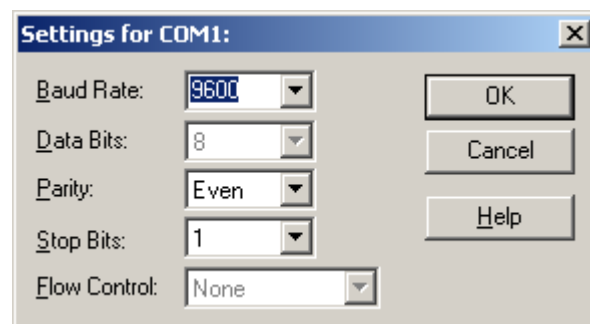 Settings for COM1:
Baud Rate: 9600
OK
Data Bits: 8
Cancel
Parity: Even
Help
Stop Bits: 1
Flow Control: None